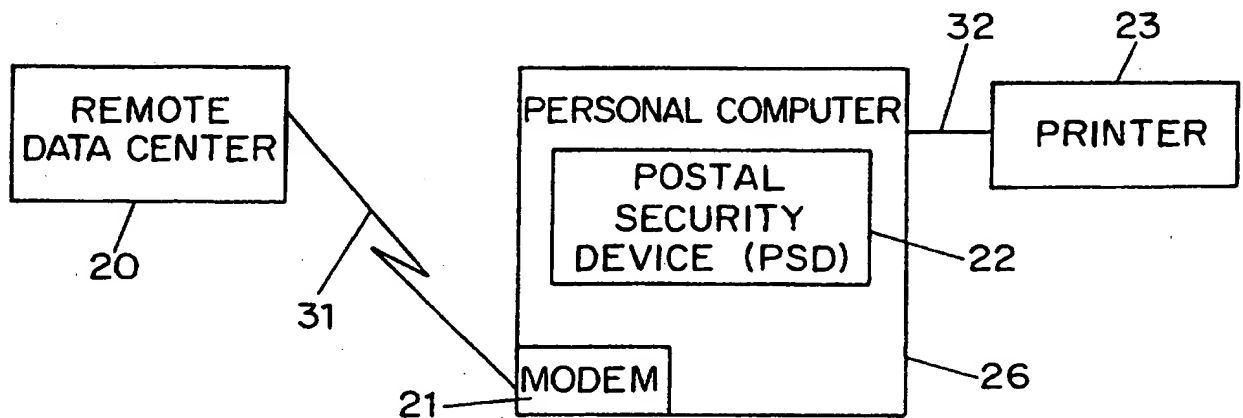 32
23
REMOTE
DATA CENTER
20
31
PERSONAL COMPUTER
POSTAL
SECURITY
DEVICE (PSD)
22
MODEM
21
26
PRINTER